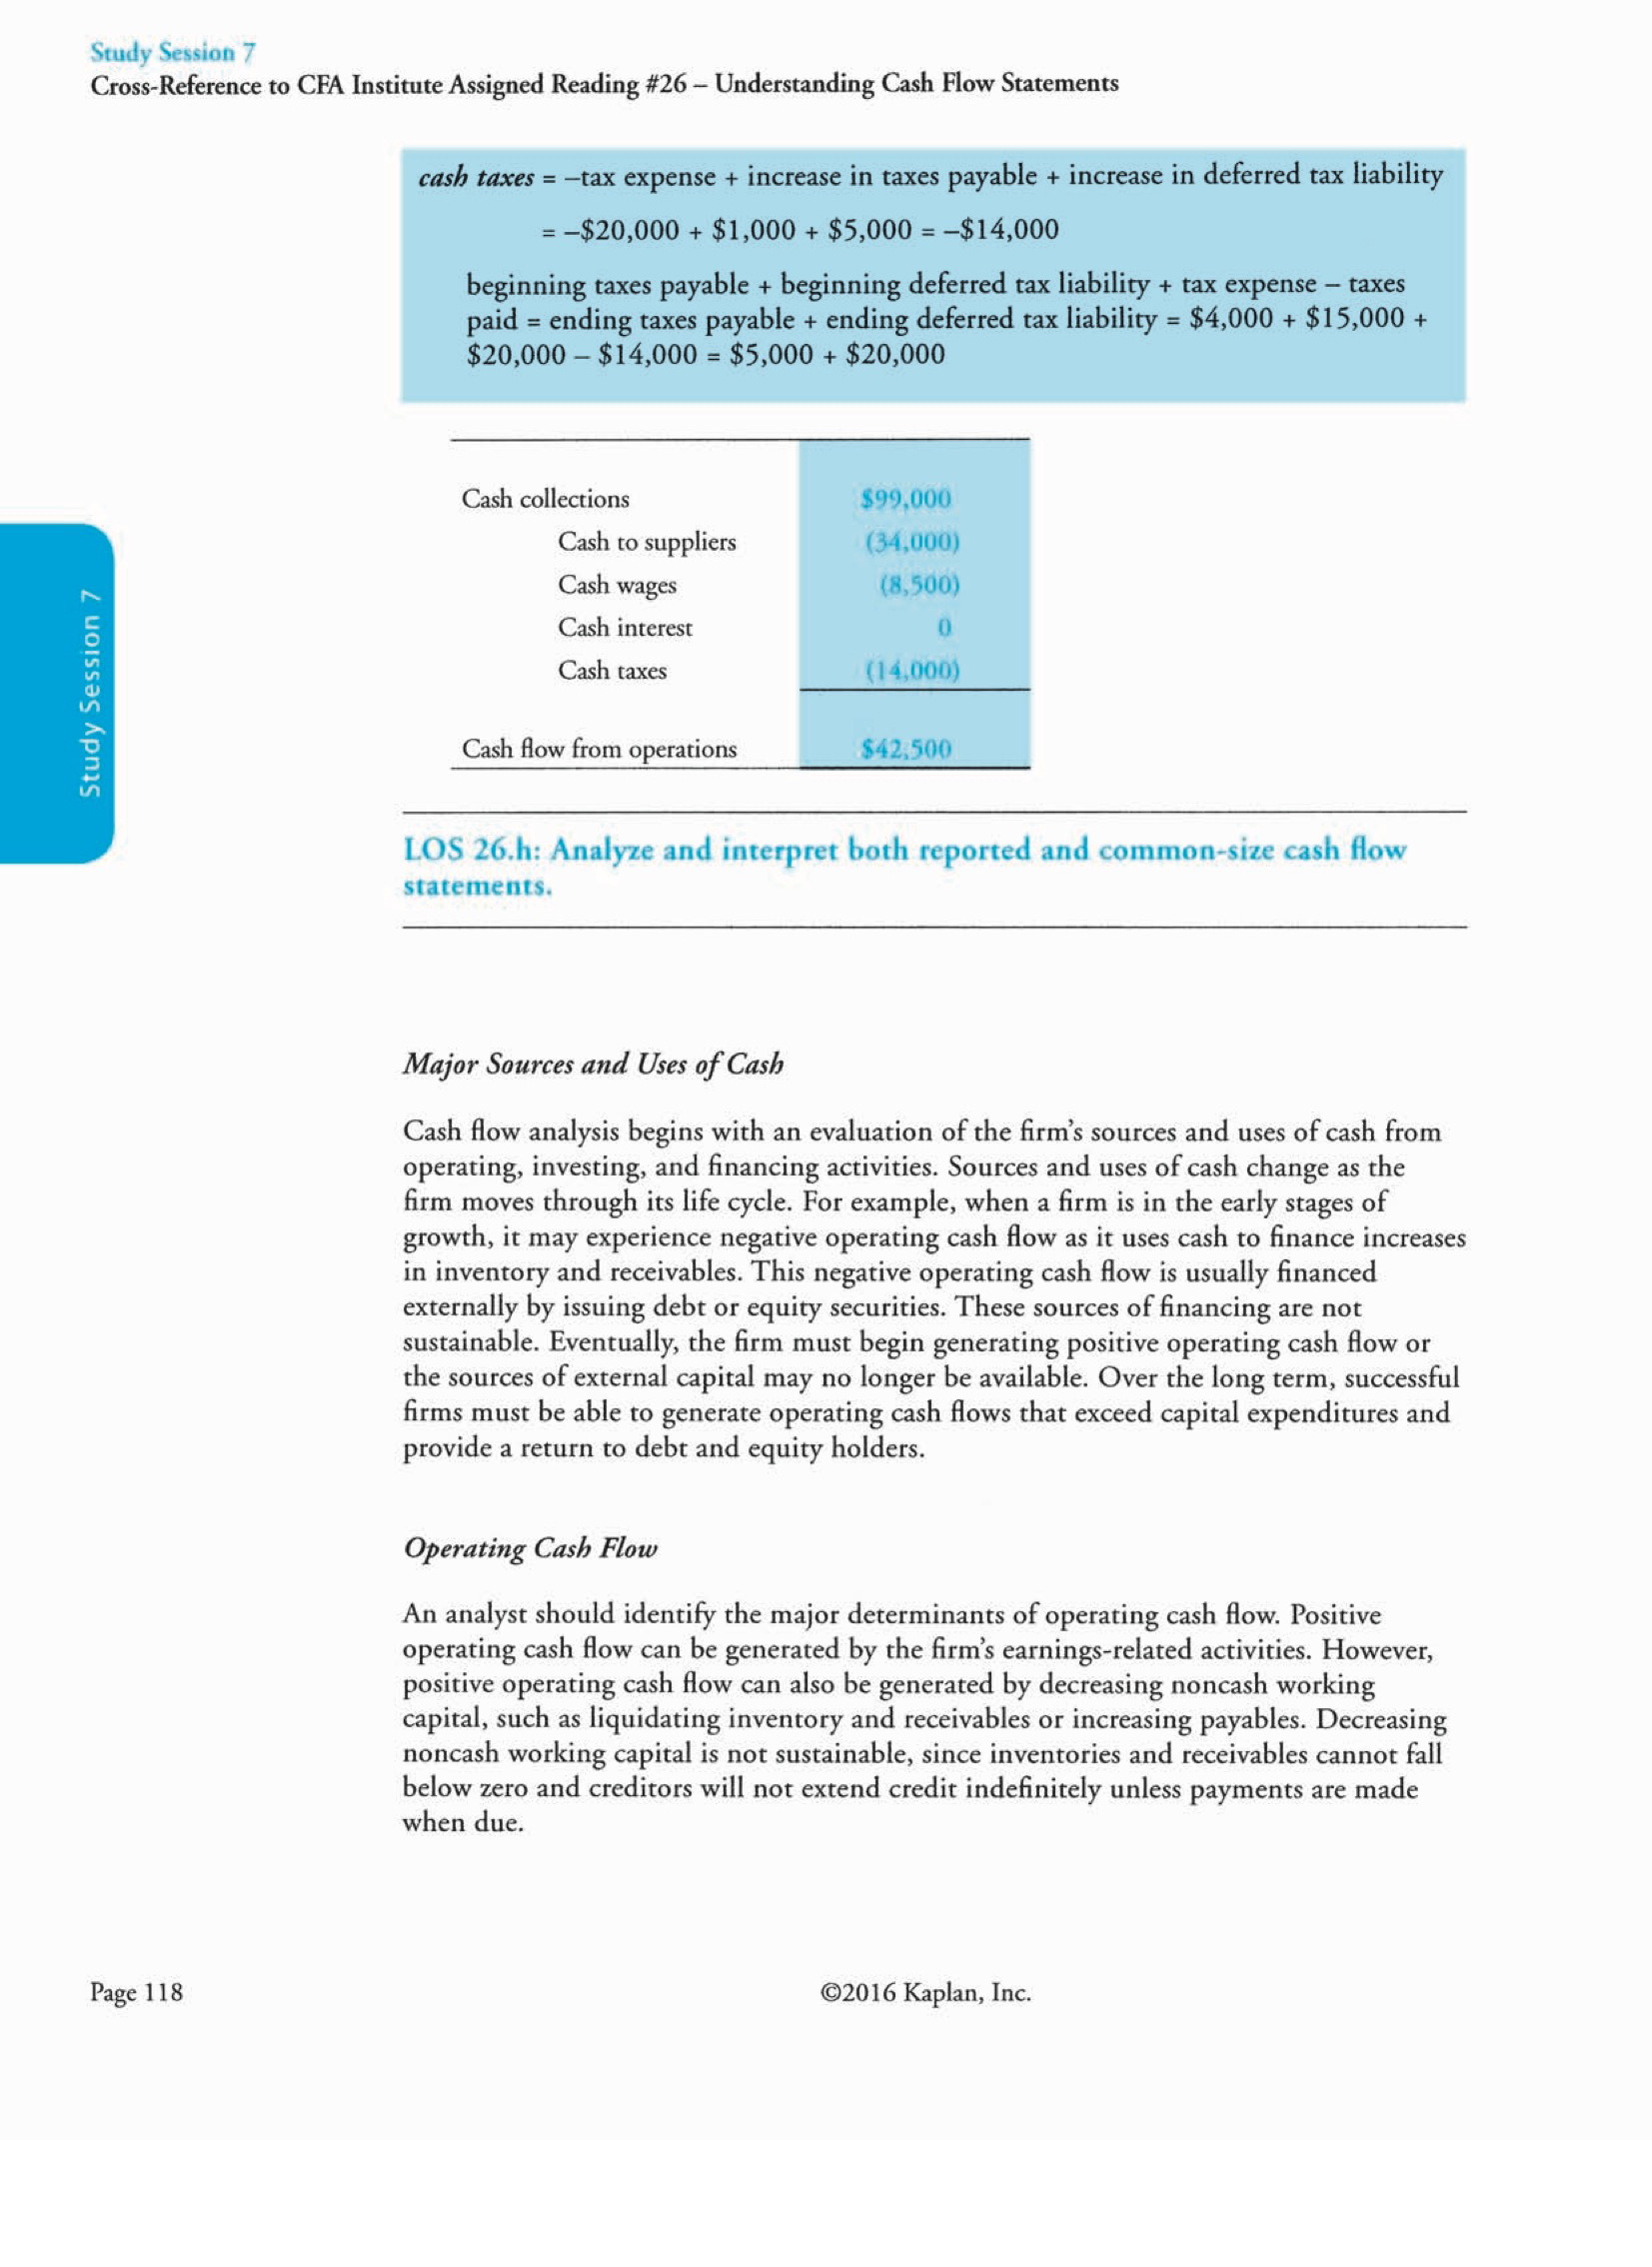 Study Session 7
Cross-Reference to CFA Institute Assigned Reading #26 – Understanding Cash Flow Statements
cash taxes = –tax expense + increase in taxes payable + increase in deferred tax liability
= –$20,000 + $1,000 + $5,000 = –$14,000
beginning taxes payable + beginning deferred tax liability + tax expense – taxes
paid = ending taxes payable + ending deferred tax liability = $4,000 + $15,000 +
$20,000 – $14,000 = $5,000 + $20,000
Cash collections $99,000
Cash to suppliers (34,000)
Cash wages (8,500)
Cash interest 0
Cash taxes (14,000)
Cash flow from operations $42,500
Study Session 7
LOS 26.h: Analyze and interpret both reported and common-size cash flow
statements.
Major Sources and Uses of Cash
Cash flow analysis begins with an evaluation of the firm's sources and uses of cash from
operating, investing, and financing activities. Sources and uses of cash change as the
firm moves through its life cycle. For example, when a firm is in the early stages of
growth, it may experience negative operating cash flow as it uses cash to finance increases
in inventory and receivables. This negative operating cash flow is usually financed
externally by issuing debt or equity securities. These sources of financing are not
sustainable. Eventually, the firm must begin generating positive operating cash flow or
the sources of external capital may no longer be available. Over the long term, successful
firms must be able to generate operating cash flows that exceed capital expenditures and
provide a return to debt and equity holders.
Operating Cash Flow
An analyst should identify the major determinants of operating cash flow. Positive
operating cash flow can be generated by the firm's earnings-related activities. However,
positive operating cash flow can also be generated by decreasing noncash working
capital, such as liquidating inventory and receivables or increasing payables. Decreasing
noncash working capital is not sustainable, since inventories and receivables cannot fall
below zero and creditors will not extend credit indefinitely unless payments are made
when due.
Page 118 ©2016 Kaplan, Inc.